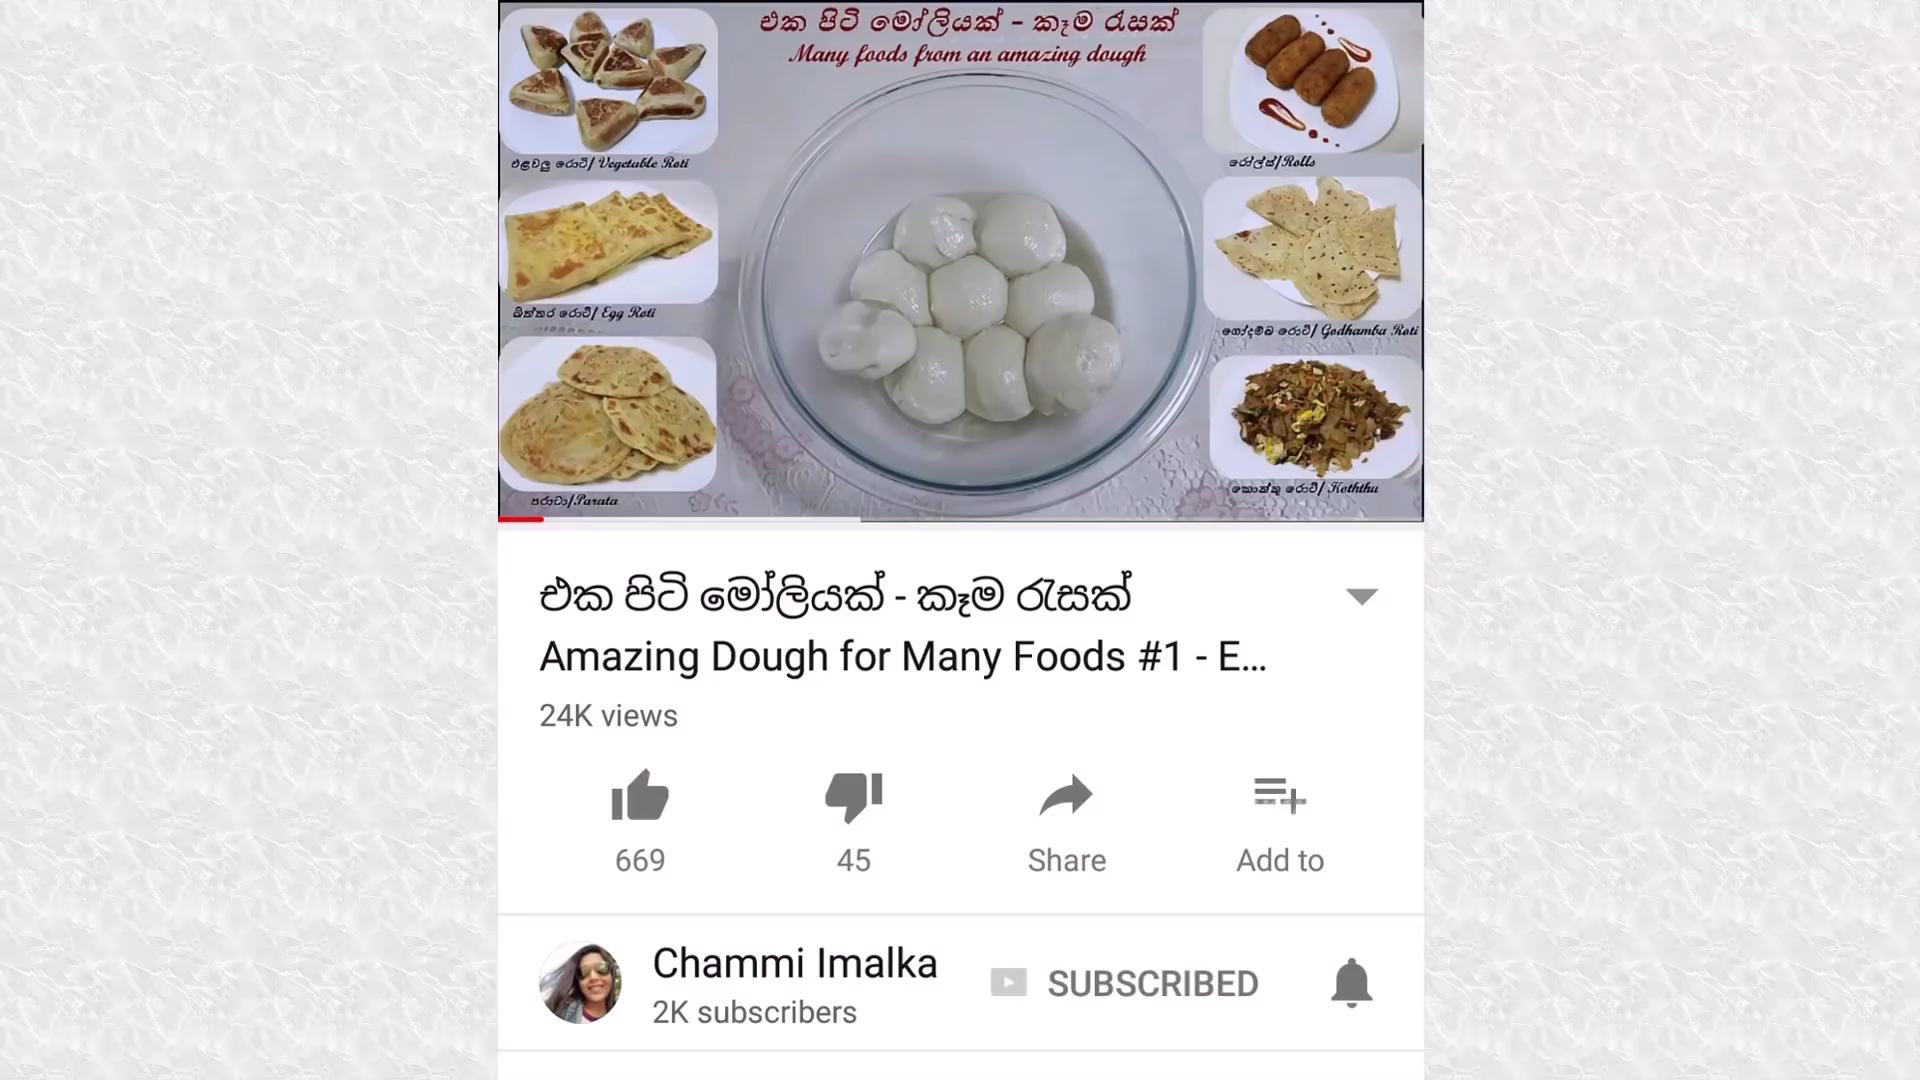 එක පිටි මෝලියක් - කෑම රැසක්
Many foods from an amazing dough
එළවලු රොටි/ Vegetable Roti
රෝල්ස්/Rolls
බිත්තර රොටි/ Egg Roti
ගෝදම්බ රොටි/ Godhamba Roti
පරාටා/Parata
කොත්තු රොටි/ Koththu
එක පිටි මෝලියක් - කෑම රැසක්
Amazing Dough for Many Foods #1 - E...
24K views
669
45
Share
Add to
Chammi Imalka
SUBSCRIBED
2K subscribers